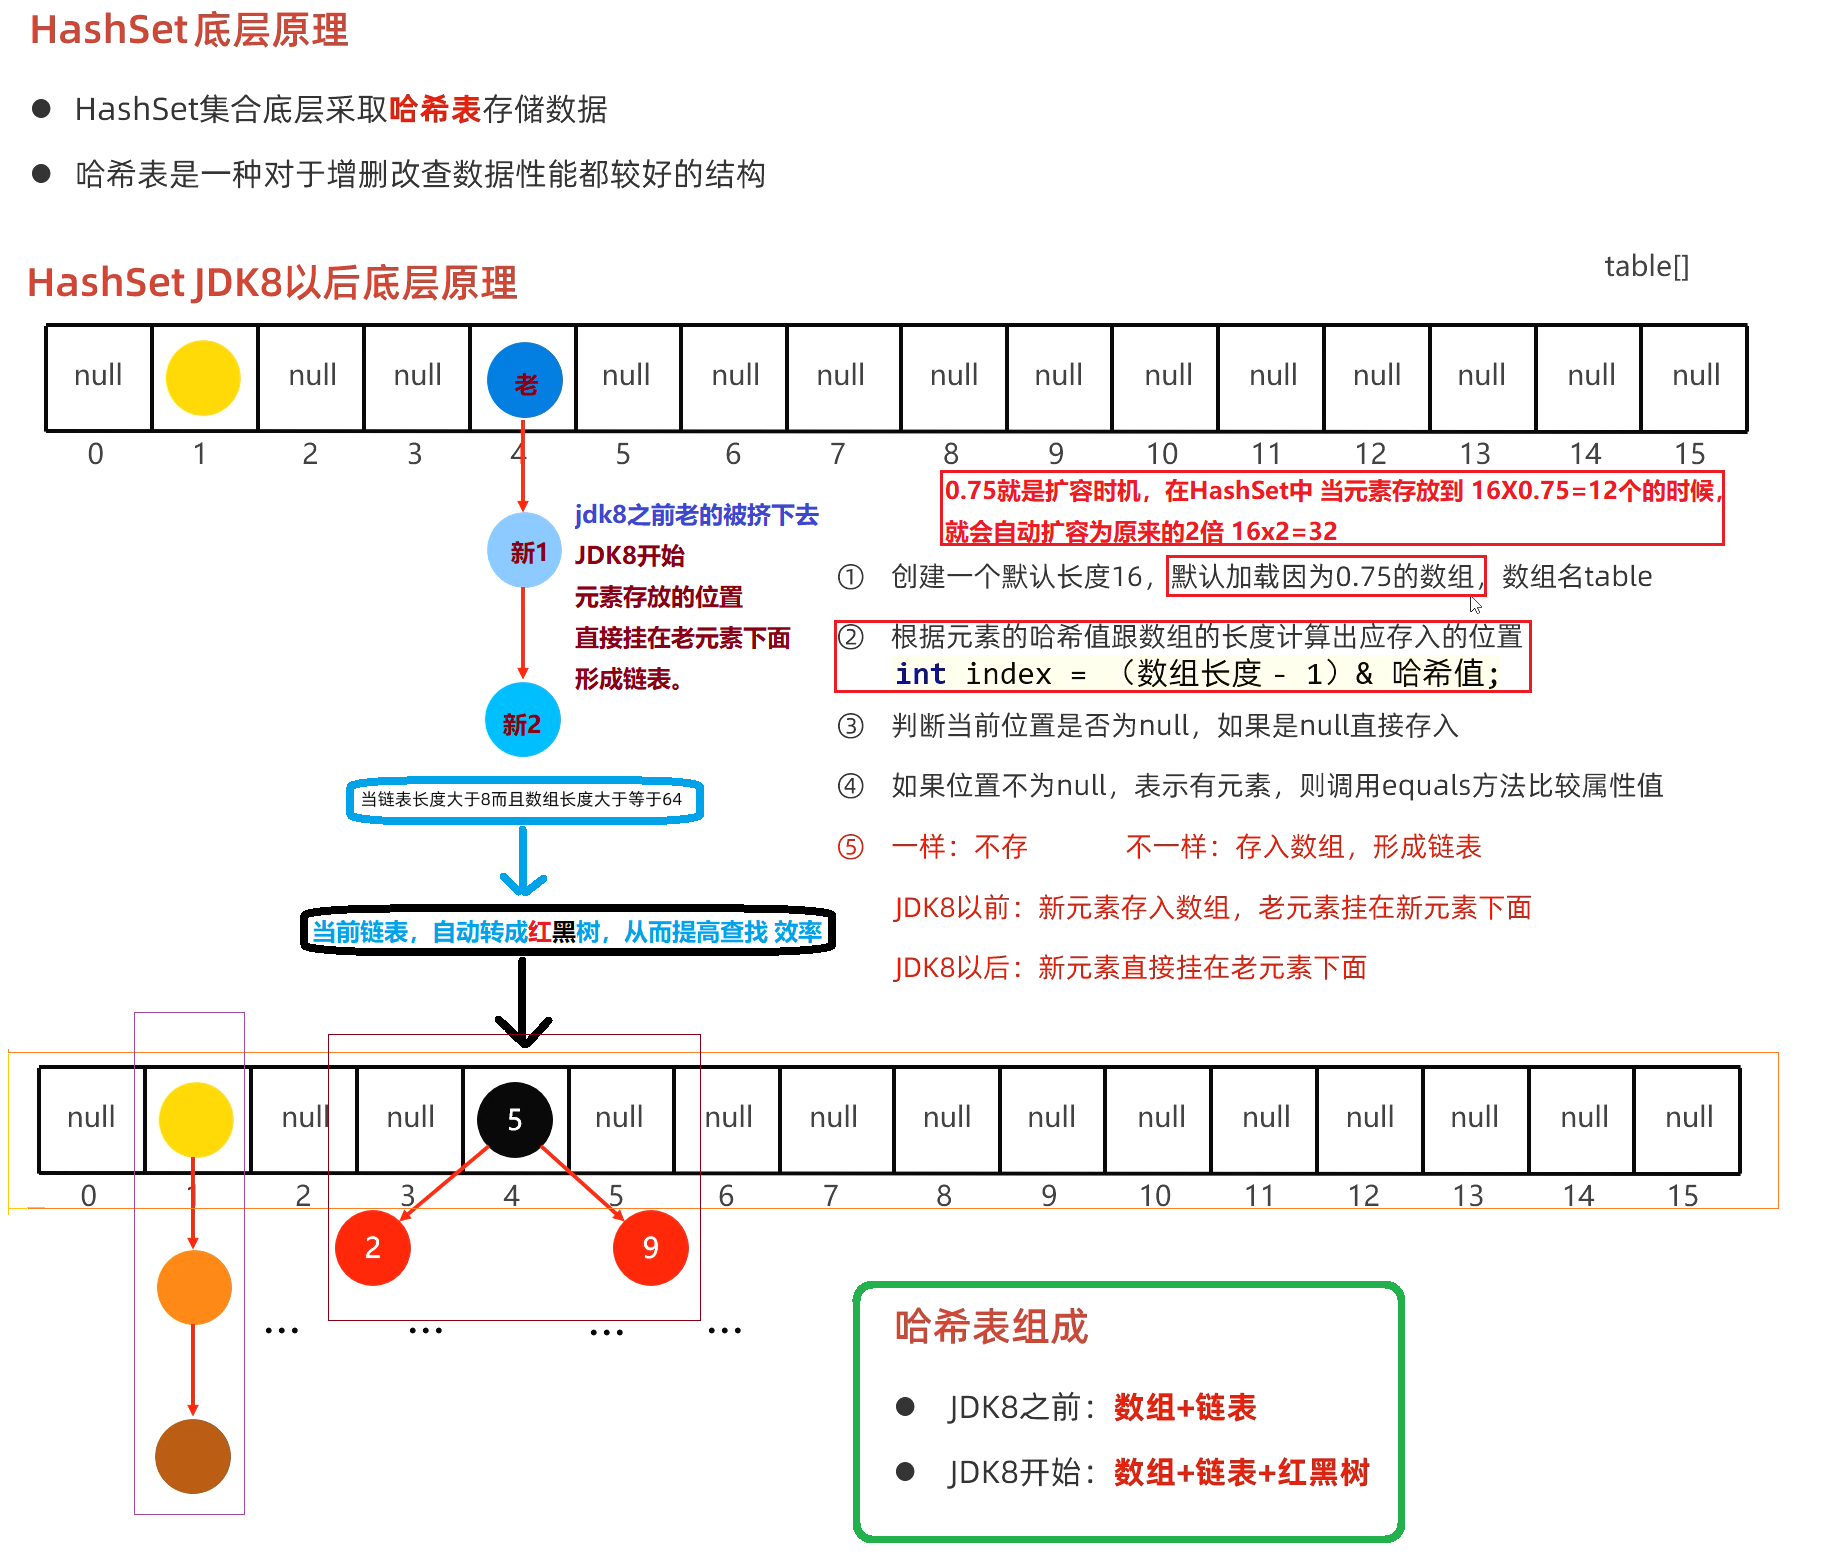 HashSet底层原理
● HashSet集合底层采取哈希表存储数据
● 哈希表是一种对于增删改查数据性能都较好的结构
HashSet JDK8以后底层原理
table[]
null null null 老 null null null null null null null null null null null
0 1 2 3 4 5 6 7 8 9 10 11 12 13 14 15
0.75就是扩容时机，在HashSet中 当元素存放到 16X0.75=12个的时候，
就会自动扩容为原来的2倍 16x2=32
新1
jdk8之前老的被挤下去
JDK8开始
元素存放的位置
直接挂在老元素下面
形成链表。
新2
① 创建一个默认长度16，默认加载因为0.75的数组，数组名table
② 根据元素的哈希值跟数组的长度计算出应存入的位置
int index = （数组长度 - 1）& 哈希值;
③ 判断当前位置是否为null，如果是null直接存入
④ 如果位置不为null，表示有元素，则调用equals方法比较属性值
⑤ 一样：不存 不一样：存入数组，形成链表
JDK8以前：新元素存入数组，老元素挂在新元素下面
JDK8以后：新元素直接挂在老元素下面
当链表长度大于8而且数组长度大于等于64
当前链表，自动转成红黑树，从而提高查找 效率
null null null 5 null null null null null null null null null null null
0 1 2 3 4 5 6 7 8 9 10 11 12 13 14 15
2 9
... ... ... ...
哈希表组成
● JDK8之前：数组+链表
● JDK8开始：数组+链表+红黑树